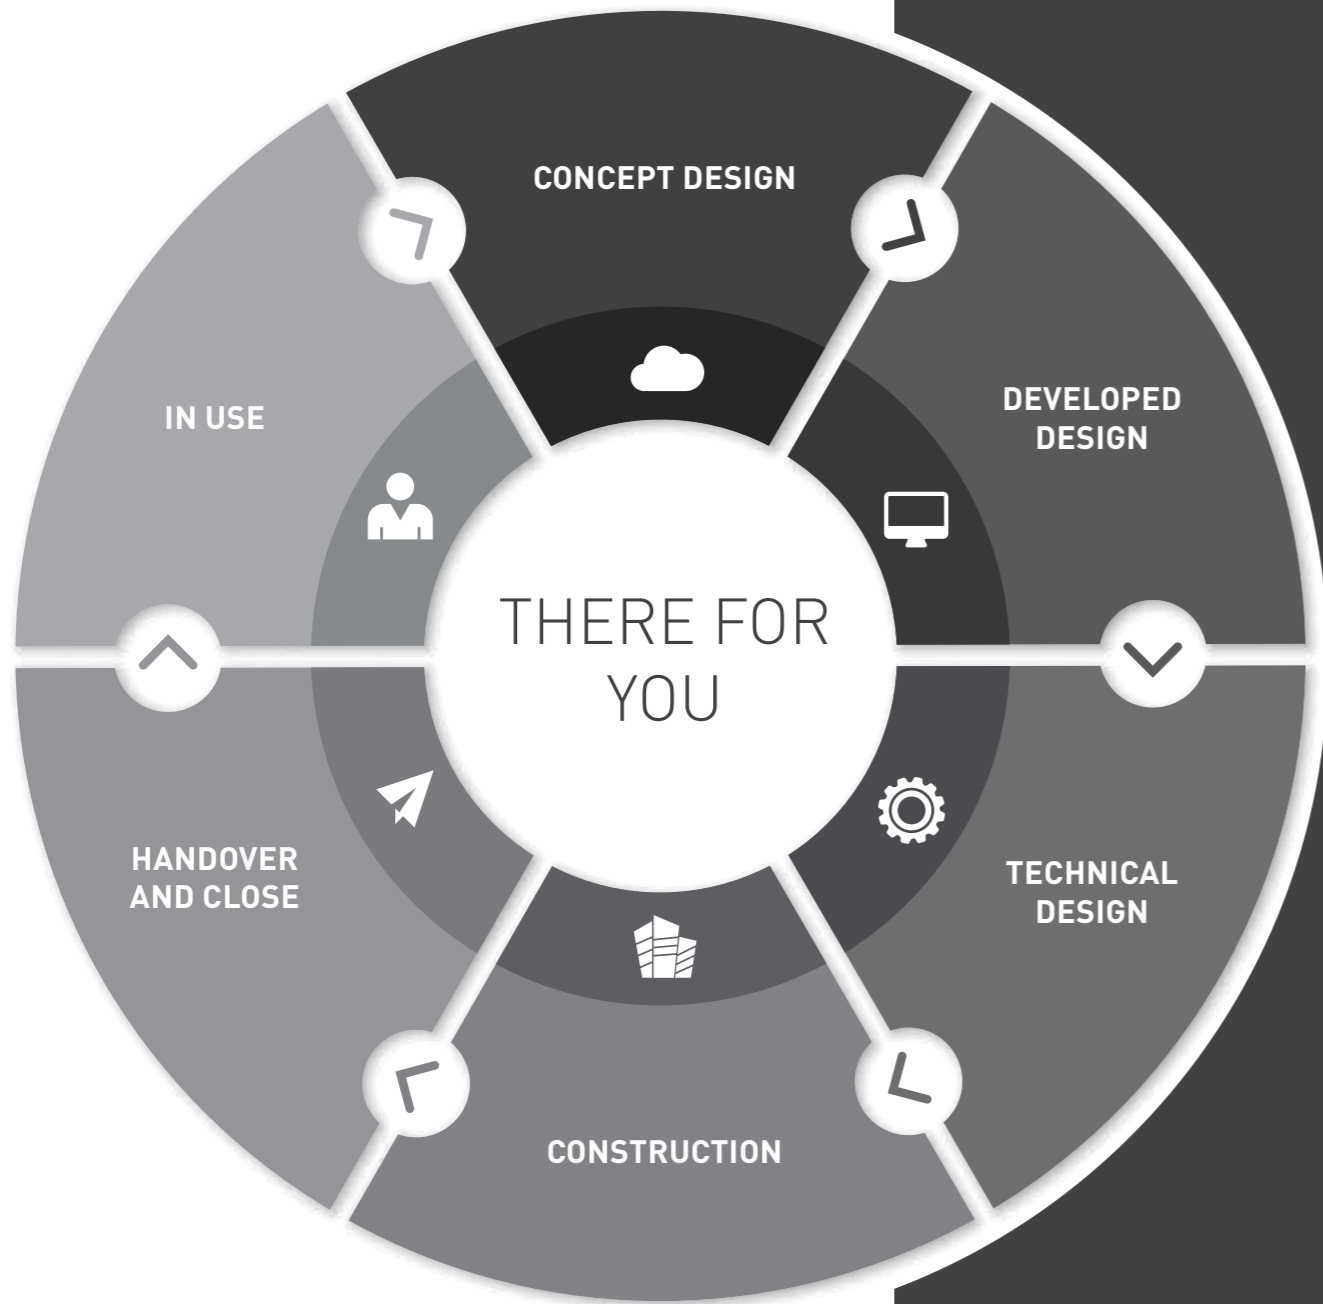 CONCEPT DESIGN
DEVELOPED
DESIGN
TECHNICAL
DESIGN
CONSTRUCTION
HANDOVER
AND CLOSE
IN USE
THERE FOR
YOU